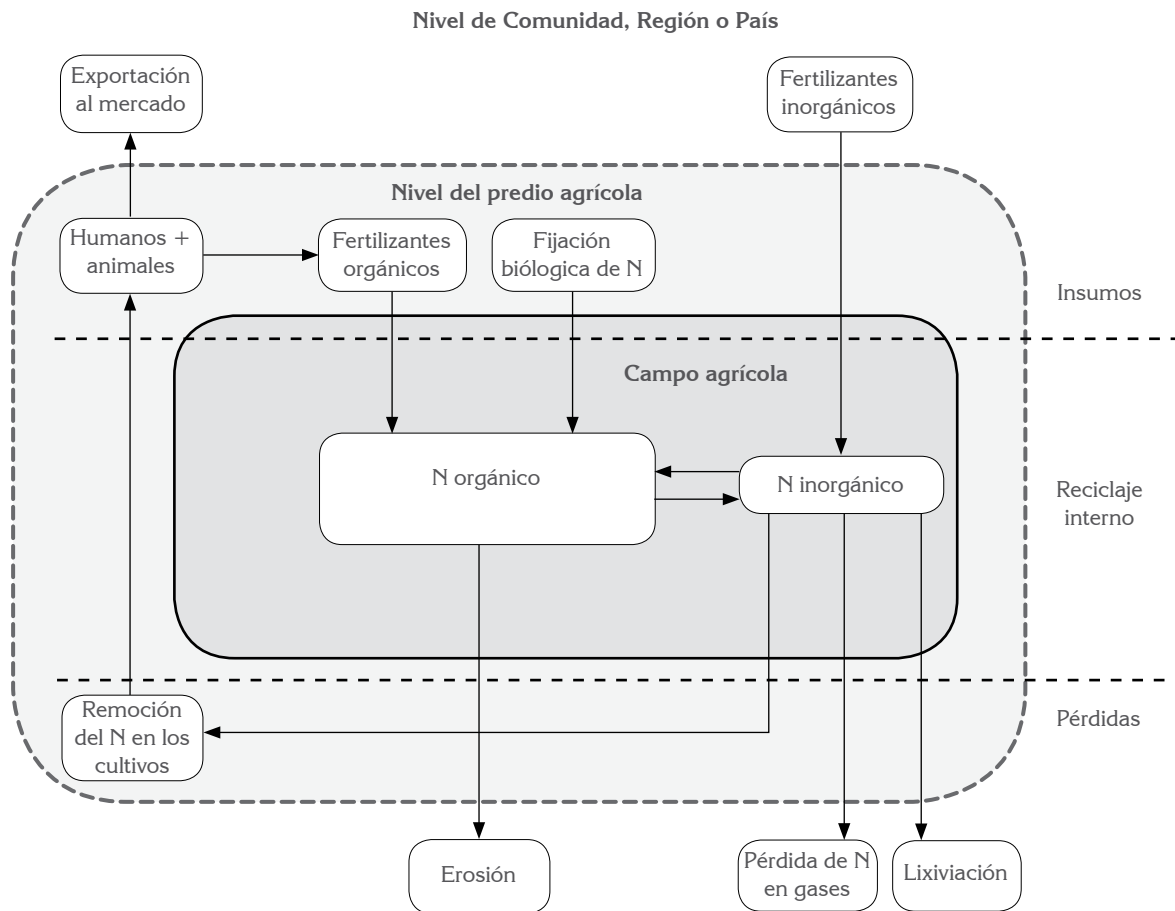 Nivel de Comunidad, Región o País
Exportación
al mercado
Fertilizantes
inorgánicos
Nivel del predio agrícola
Humanos +
animales
Fertilizantes
orgánicos
Fijación
biólogica de N
Insumos
Campo agrícola
N orgánico
N inorgánico
Reciclaje
interno
Remoción
del N en los
cultivos
Pérdidas
Erosión
Pérdida de N
en gases
Lixiviación